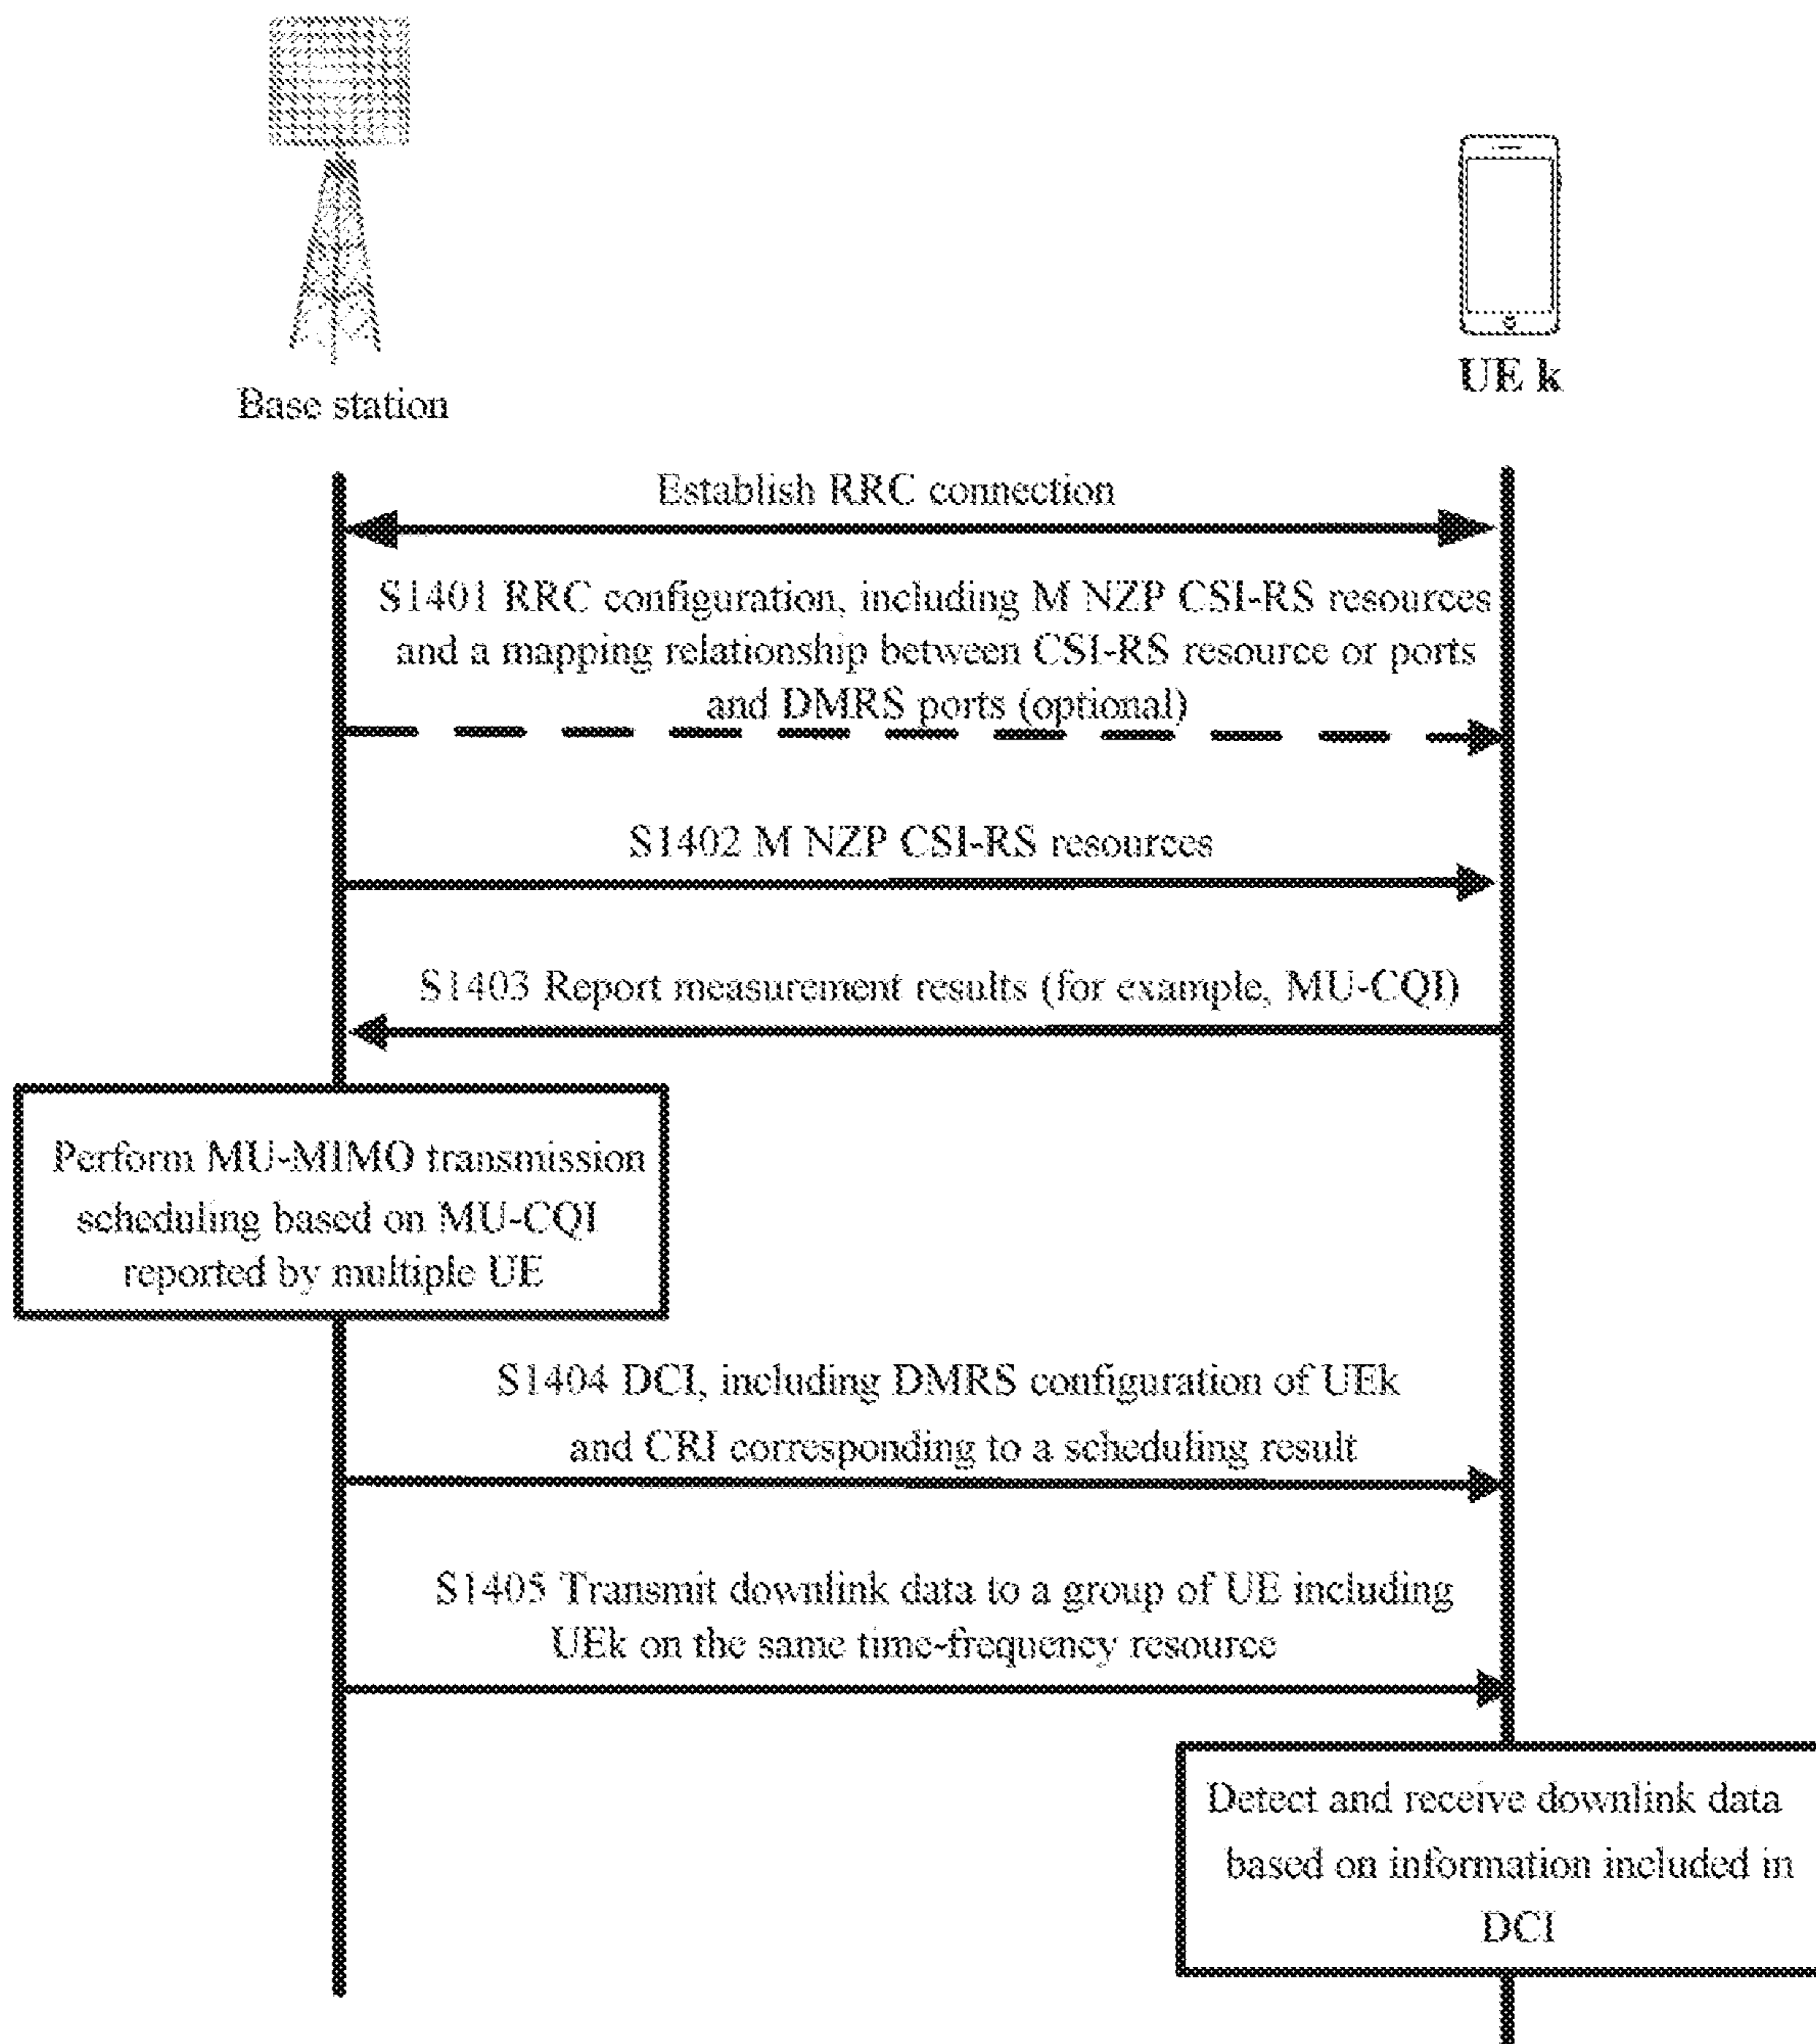 Base station
UE k
Establish RRC connection
S1401 RRC configuration, including M NZP CSI-RS resources
and a mapping relationship between CSI-RS resource or ports
and DMRS ports (optional)
S1402 M NZP CSI-RS resources
S1403 Report measurement results (for example, MU-CQI)
Perform MU-MIMO transmission
scheduling based on MU-CQI
reported by multiple UE
S1404 DCI, including DMRS configuration of UEk
and CRI corresponding to a scheduling result
S1405 Transmit downlink data to a group of UE including
UEk on the same time-frequency resource
Detect and receive downlink data
based on information included in
DCI